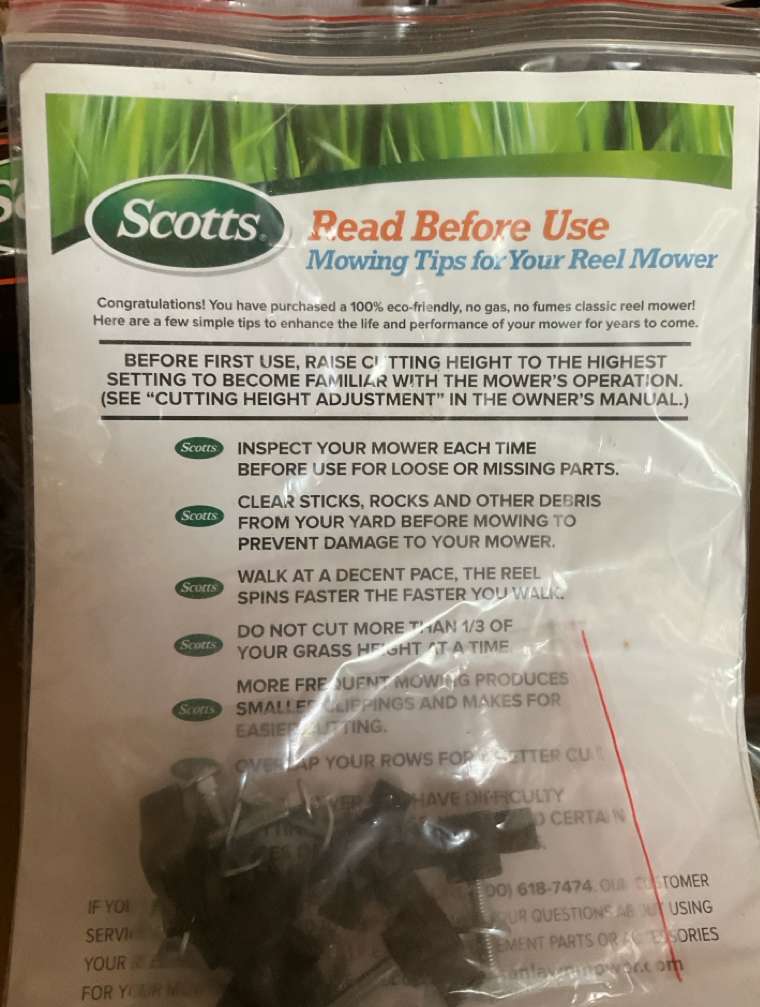 Scotts
Read Before Use
Mowing Tips for Your Reel Mower
Congratulations! You have purchased a 100% eco-friendly, no gas, no fumes classic reel mower!
Here are a few simple tips to enhance the life and performance of your mower for years to come.
BEFORE FIRST USE, RAISE CUTTING HEIGHT TO THE HIGHEST
SETTING TO BECOME FAMILIAR WITH THE MOWER'S OPERATION.
(SEE “CUTTING HEIGHT ADJUSTMENT” IN THE OWNER'S MANUAL.)
Scotts INSPECT YOUR MOWER EACH TIME
BEFORE USE FOR LOOSE OR MISSING PARTS.
Scotts CLEAR STICKS, ROCKS AND OTHER DEBRIS
FROM YOUR YARD BEFORE MOWING TO
PREVENT DAMAGE TO YOUR MOWER.
Scotts WALK AT A DECENT PACE, THE REEL
SPINS FASTER THE FASTER YOU WALK.
Scotts DO NOT CUT MORE THAN 1/3 OF
YOUR GRASS HEIGHT AT A TIME
Scotts MORE FREQUENT MOWING PRODUCES
SMALLER CLIPPINGS AND MAKES FOR
EASIER CUTTING.
OVERLAP YOUR ROWS FOR BETTER CUT
HAVE DIFFICULTY
CERTAIN
618-7474. OUR CUSTOMER
IF YOU
QUESTIONS ABOUT USING
YOUR
PARTS OR ACCESSORIES
FOR YOUR